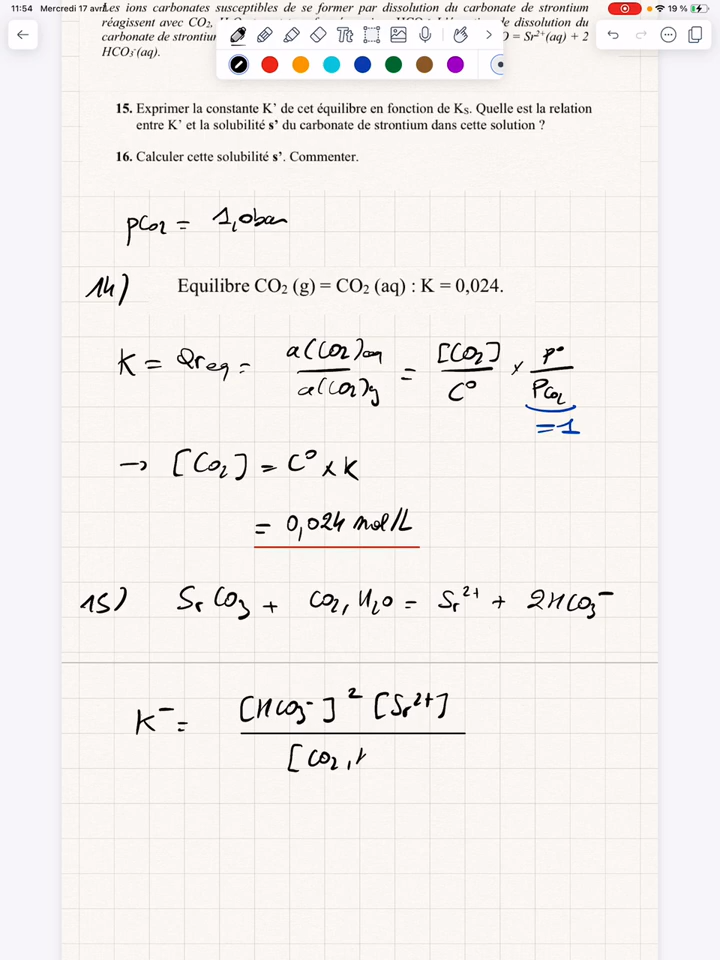 11:54 Mercredi 17 avr.
19 %
Les ions carbonates susceptibles de se former par dissolution du carbonate de strontium
réagissent avec CO₂,
de dissolution du
carbonate de strontium
= Sr²⁺(aq) + 2
HCO₃⁻(aq).
Tt
15. Exprimer la constante K' de cet équilibre en fonction de Ks. Quelle est la relation
entre K' et la solubilité s' du carbonate de strontium dans cette solution ?
16. Calculer cette solubilité s'. Commenter.
pCO2 = 1,0bar
14) Equilibre CO₂ (g) = CO₂ (aq) : K = 0,024.
K = Qreq = a(CO2)aq / a(CO2)g = [CO2] / C° × P° / PCO2
= 1
→ [CO2] = C° × K
= 0,024 mol/L
15) SrCO3 + CO2, H2O = Sr²⁺ + 2HCO3⁻
K⁻ = [HCO3⁻]² [Sr²⁺]
[CO2,